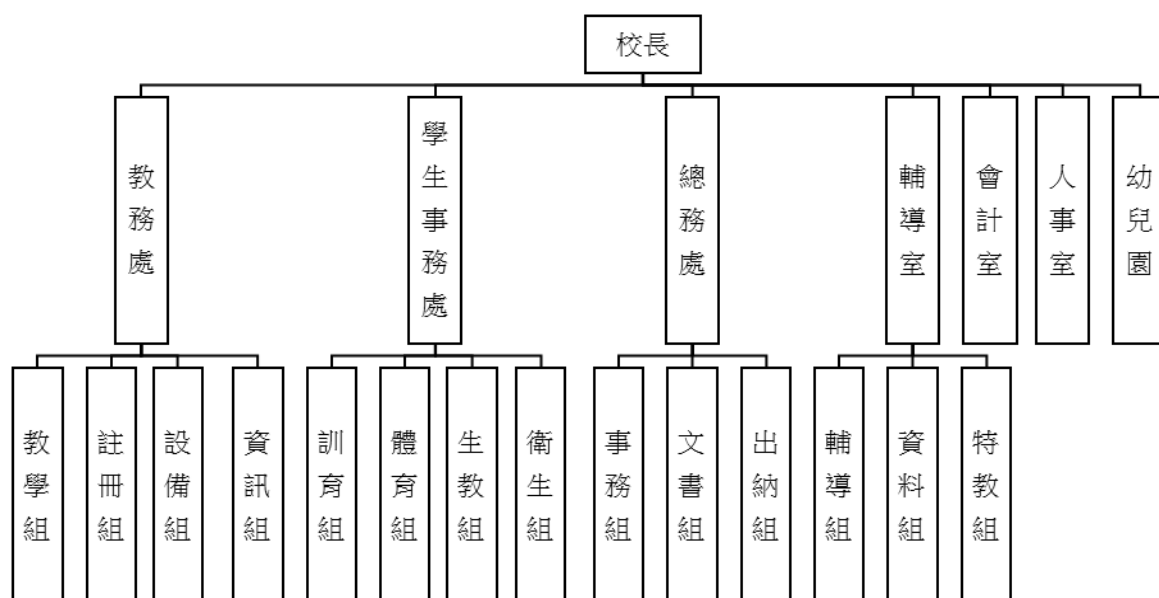 校長
教務處
學生事務處
總務處
輔導室
會計室
人事室
幼兒園
教學組
註冊組
設備組
資訊組
訓育組
體育組
生教組
衛生組
事務組
文書組
出納組
輔導組
資料組
特教組